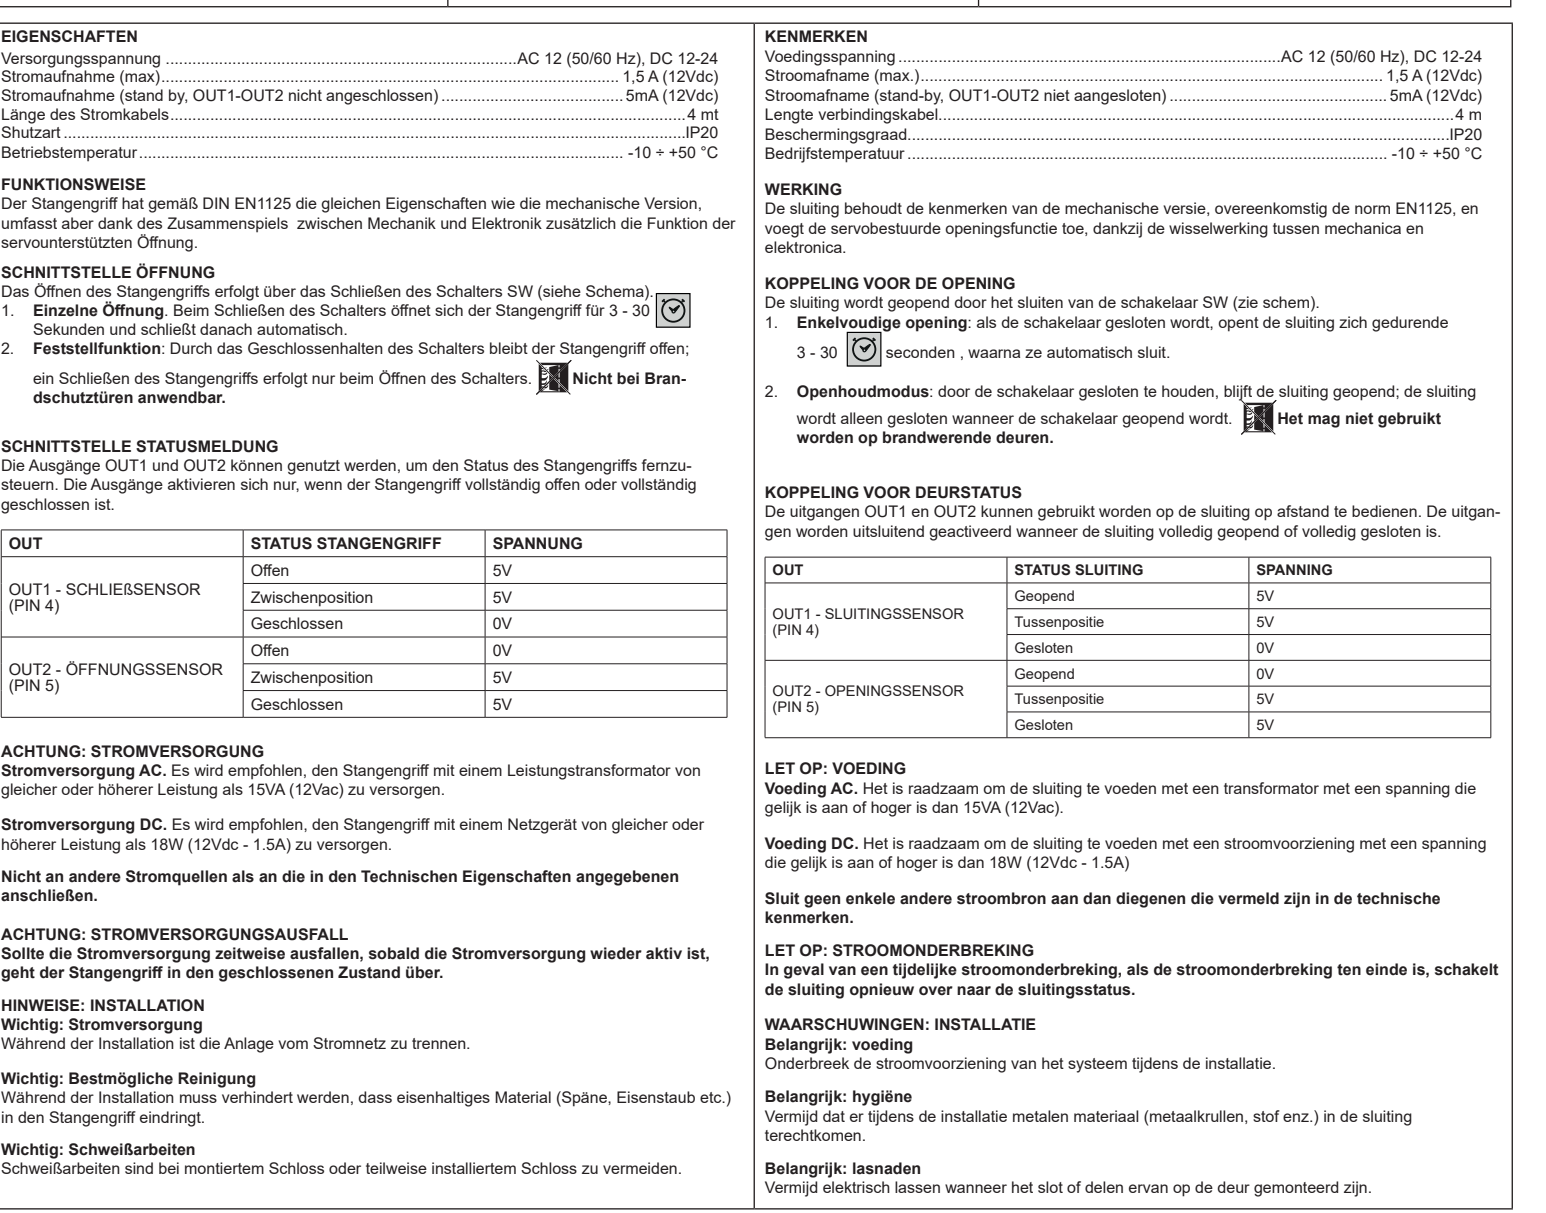 EIGENSCHAFTEN
Versorgungsspannung ...............................................................................AC 12 (50/60 Hz), DC 12-24
Stromaufnahme (max)....................................................................................................... 1,5 A (12Vdc)
Stromaufnahme (stand by, OUT1-OUT2 nicht angeschlossen) ......................................... 5mA (12Vdc)
Länge des Stromkabels....................................................................................................................4 mt
Shutzart ............................................................................................................................................IP20
Betriebstemperatur ............................................................................................................. -10 ÷ +50 °C
FUNKTIONSWEISE
Der Stangengriff hat gemäß DIN EN1125 die gleichen Eigenschaften wie die mechanische Version,
umfasst aber dank des Zusammenspiels zwischen Mechanik und Elektronik zusätzlich die Funktion der
servounterstützten Öffnung.
SCHNITTSTELLE ÖFFNUNG
Das Öffnen des Stangengriffs erfolgt über das Schließen des Schalters SW (siehe Schema).
1. Einzelne Öffnung. Beim Schließen des Schalters öffnet sich der Stangengriff für 3 - 30
Sekunden und schließt danach automatisch.
2. Feststellfunktion: Durch das Geschlossenhalten des Schalters bleibt der Stangengriff offen;
ein Schließen des Stangengriffs erfolgt nur beim Öffnen des Schalters. Nicht bei Bran-
dschutztüren anwendbar.
SCHNITTSTELLE STATUSMELDUNG
Die Ausgänge OUT1 und OUT2 können genutzt werden, um den Status des Stangengriffs fernzu-
steuern. Die Ausgänge aktivieren sich nur, wenn der Stangengriff vollständig offen oder vollständig
geschlossen ist.
OUT STATUS STANGENGRIFF SPANNUNG
OUT1 - SCHLIEßSENSOR
(PIN 4)
Offen 5V
Zwischenposition 5V
Geschlossen 0V
OUT2 - ÖFFNUNGSSENSOR
(PIN 5)
Offen 0V
Zwischenposition 5V
Geschlossen 5V
ACHTUNG: STROMVERSORGUNG
Stromversorgung AC. Es wird empfohlen, den Stangengriff mit einem Leistungstransformator von
gleicher oder höherer Leistung als 15VA (12Vac) zu versorgen.
Stromversorgung DC. Es wird empfohlen, den Stangengriff mit einem Netzgerät von gleicher oder
höherer Leistung als 18W (12Vdc - 1.5A) zu versorgen.
Nicht an andere Stromquellen als an die in den Technischen Eigenschaften angegebenen
anschließen.
ACHTUNG: STROMVERSORGUNGSAUSFALL
Sollte die Stromversorgung zeitweise ausfallen, sobald die Stromversorgung wieder aktiv ist,
geht der Stangengriff in den geschlossenen Zustand über.
HINWEISE: INSTALLATION
Wichtig: Stromversorgung
Während der Installation ist die Anlage vom Stromnetz zu trennen.
Wichtig: Bestmögliche Reinigung
Während der Installation muss verhindert werden, dass eisenhaltiges Material (Späne, Eisenstaub etc.)
in den Stangengriff eindringt.
Wichtig: Schweißarbeiten
Schweißarbeiten sind bei montiertem Schloss oder teilweise installiertem Schloss zu vermeiden.
KENMERKEN
Voedingsspanning ......................................................................................AC 12 (50/60 Hz), DC 12-24
Stroomafname (max.)........................................................................................................ 1,5 A (12Vdc)
Stroomafname (stand-by, OUT1-OUT2 niet aangesloten) ................................................. 5mA (12Vdc)
Lengte verbindingskabel....................................................................................................................4 m
Beschermingsgraad..........................................................................................................................IP20
Bedrijfstemperatuur ............................................................................................................ -10 ÷ +50 °C
WERKING
De sluiting behoudt de kenmerken van de mechanische versie, overeenkomstig de norm EN1125, en
voegt de servobestuurde openingsfunctie toe, dankzij de wisselwerking tussen mechanica en
elektronica.
KOPPELING VOOR DE OPENING
De sluiting wordt geopend door het sluiten van de schakelaar SW (zie schem).
1. Enkelvoudige opening: als de schakelaar gesloten wordt, opent de sluiting zich gedurende
3 - 30 seconden , waarna ze automatisch sluit.
2. Openhoudmodus: door de schakelaar gesloten te houden, blijft de sluiting geopend; de sluiting
wordt alleen gesloten wanneer de schakelaar geopend wordt. Het mag niet gebruikt
worden op brandwerende deuren.
KOPPELING VOOR DEURSTATUS
De uitgangen OUT1 en OUT2 kunnen gebruikt worden op de sluiting op afstand te bedienen. De uitgan-
gen worden uitsluitend geactiveerd wanneer de sluiting volledig geopend of volledig gesloten is.
OUT STATUS SLUITING SPANNING
OUT1 - SLUITINGSSENSOR
(PIN 4)
Geopend 5V
Tussenpositie 5V
Gesloten 0V
OUT2 - OPENINGSSENSOR
(PIN 5)
Geopend 0V
Tussenpositie 5V
Gesloten 5V
LET OP: VOEDING
Voeding AC. Het is raadzaam om de sluiting te voeden met een transformator met een spanning die
gelijk is aan of hoger is dan 15VA (12Vac).
Voeding DC. Het is raadzaam om de sluiting te voeden met een stroomvoorziening met een spanning
die gelijk is aan of hoger is dan 18W (12Vdc - 1.5A)
Sluit geen enkele andere stroombron aan dan diegenen die vermeld zijn in de technische
kenmerken.
LET OP: STROOMONDERBREKING
In geval van een tijdelijke stroomonderbreking, als de stroomonderbreking ten einde is, schakelt
de sluiting opnieuw over naar de sluitingsstatus.
WAARSCHUWINGEN: INSTALLATIE
Belangrijk: voeding
Onderbreek de stroomvoorziening van het systeem tijdens de installatie.
Belangrijk: hygiëne
Vermijd dat er tijdens de installatie metalen materiaal (metaalkrullen, stof enz.) in de sluiting
terechtkomen.
Belangrijk: lasnaden
Vermijd elektrisch lassen wanneer het slot of delen ervan op de deur gemonteerd zijn.